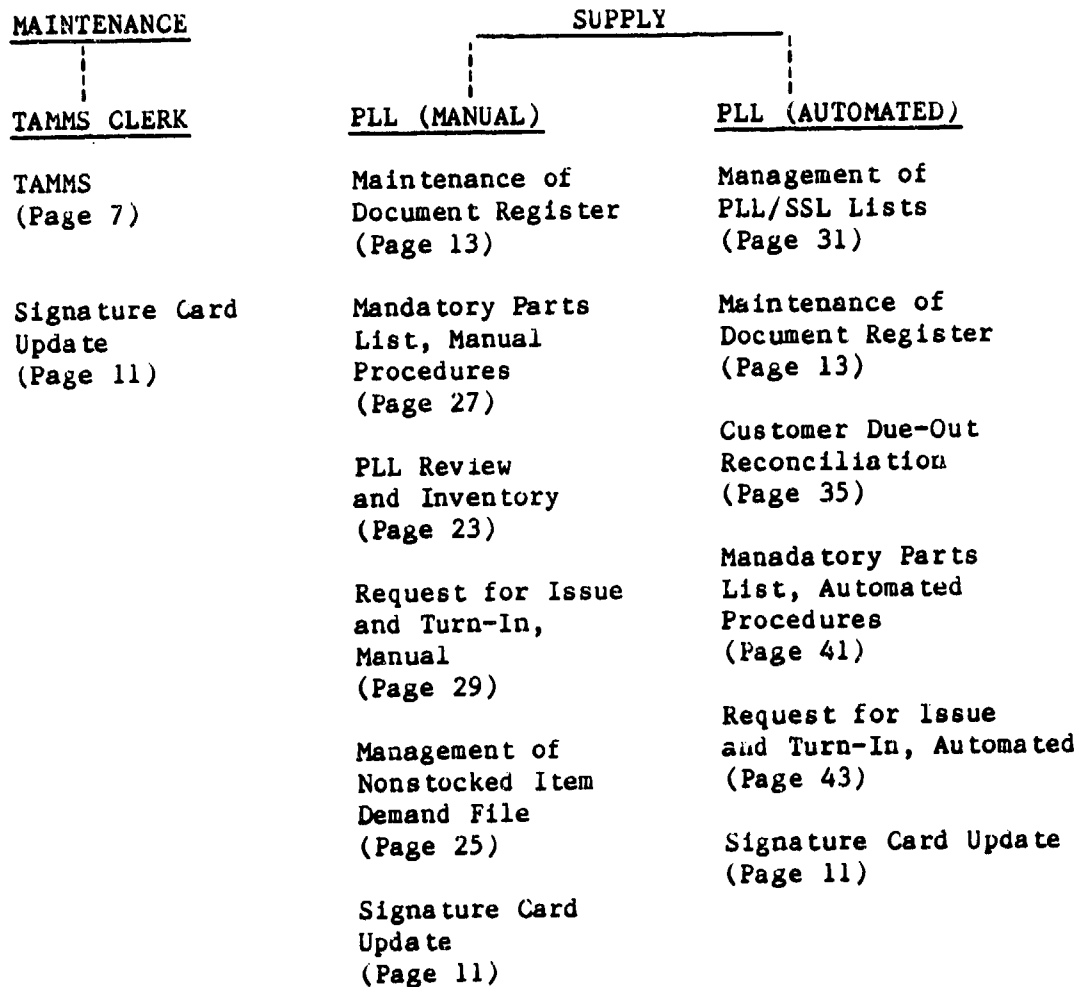 MAINTENANCE
TAMMS CLERK
TAMMS
(Page 7)
Signature Card
Update
(Page 11)
SUPPLY
PLL (MANUAL)
Maintenance of
Document Register
(Page 13)
Mandatory Parts
List, Manual
Procedures
(Page 27)
PLL Review
and Inventory
(Page 23)
Request for Issue
and Turn-In,
Manual
(Page 29)
Management of
Nonstocked Item
Demand File
(Page 25)
Signature Card
Update
(Page 11)
PLL (AUTOMATED)
Management of
PLL/SSL Lists
(Page 31)
Maintenance of
Document Register
(Page 13)
Customer Due-Out
Reconciliation
(Page 35)
Manadatory Parts
List, Automated
Procedures
(Page 41)
Request for Issue
and Turn-In, Automated
(Page 43)
Signature Card Update
(Page 11)